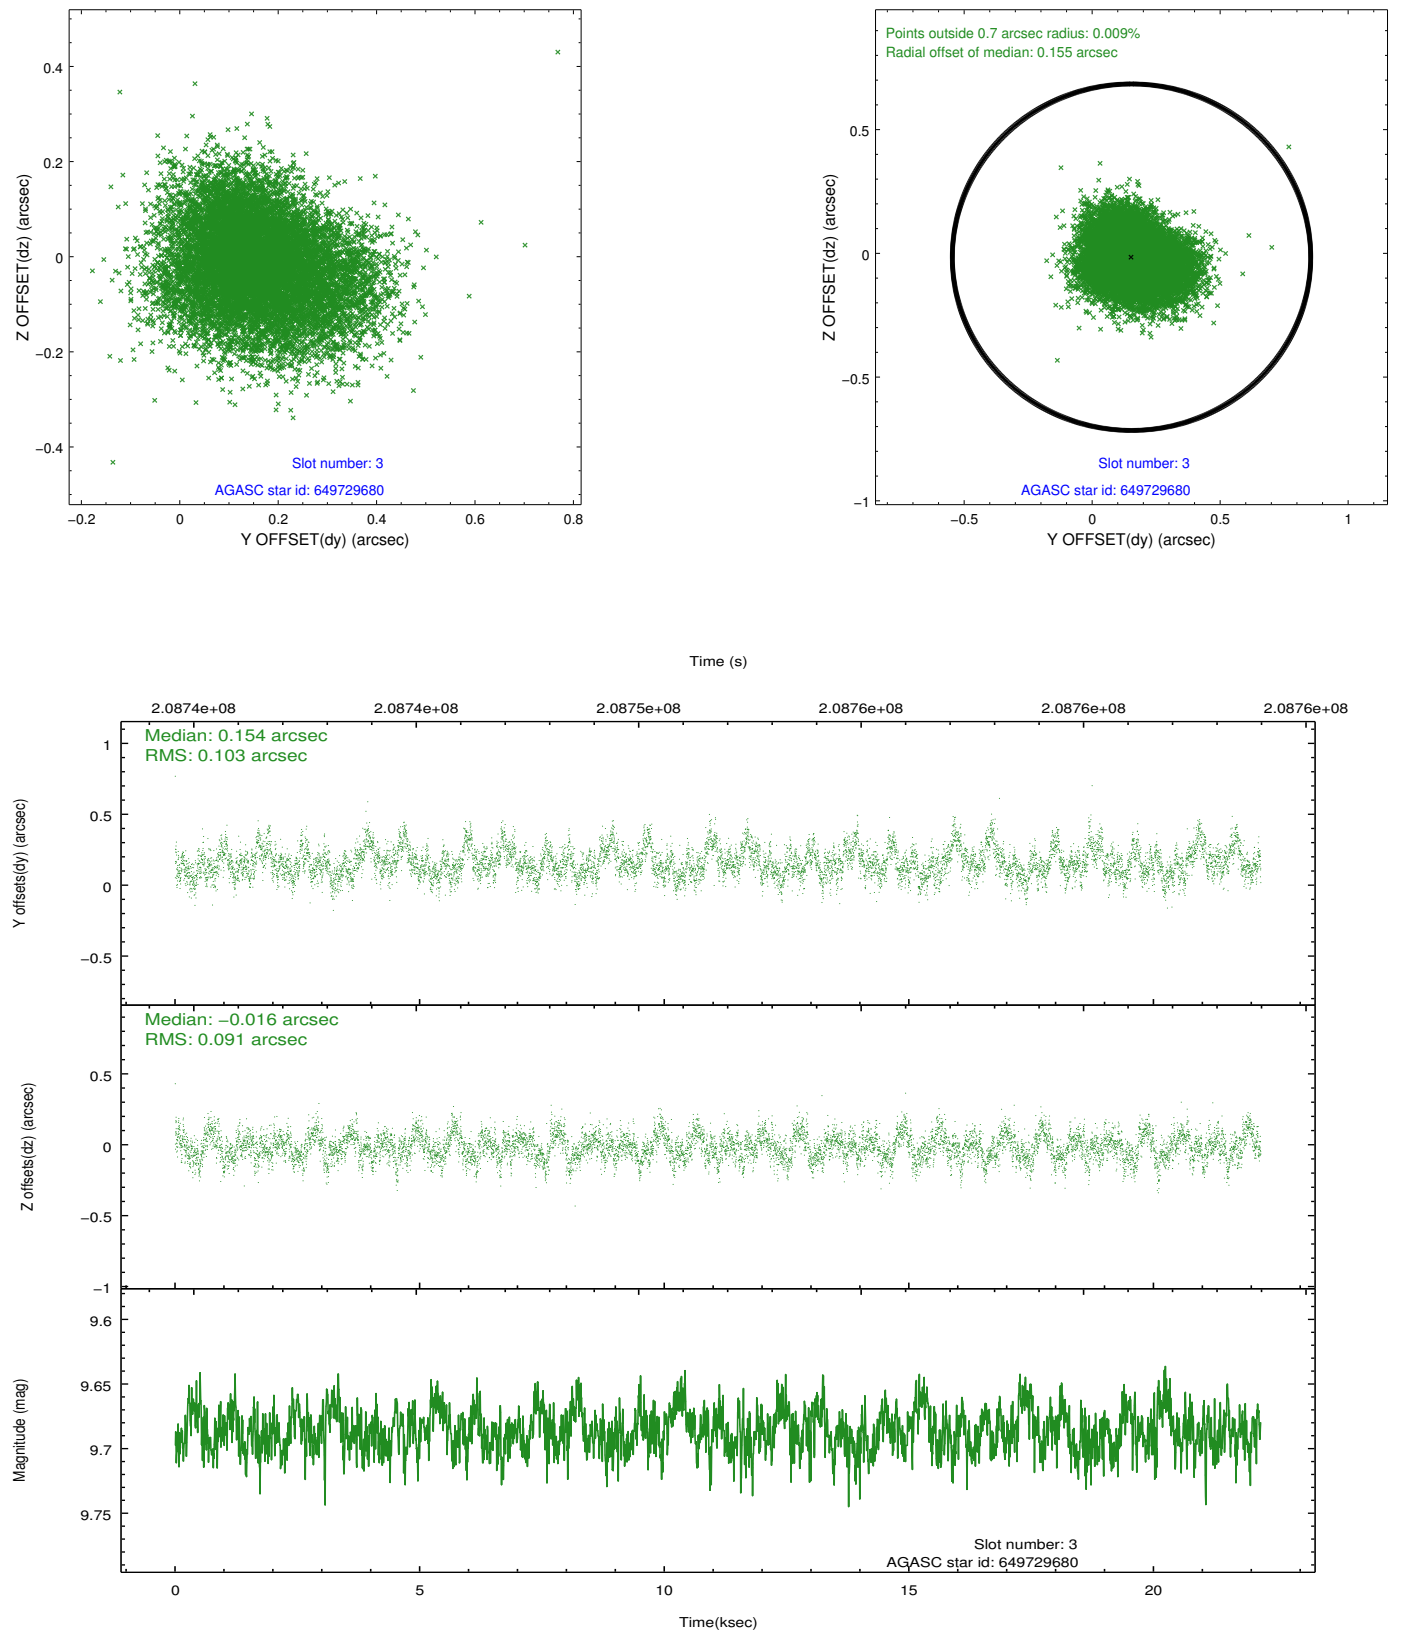 0.4
0.2
0
−0.2
−0.4
Z OFFSET(dz) (arcsec)
Slot number: 3
AGASC star id: 649729680
−0.2 0 0.2 0.4 0.6 0.8
Y OFFSET(dy) (arcsec)
Points outside 0.7 arcsec radius: 0.009%
Radial offset of median: 0.155 arcsec
0.5
0
−0.5
−1
Z OFFSET(dz) (arcsec)
Slot number: 3
AGASC star id: 649729680
−0.5 0 0.5 1
Y OFFSET(dy) (arcsec)
Time (s)
2.0874e+08 2.0874e+08 2.0875e+08 2.0876e+08 2.0876e+08 2.0876e+08
Median: 0.154 arcsec
RMS: 0.103 arcsec
1
0.5
0
−0.5
Y offsets(dy) (arcsec)
Median: −0.016 arcsec
RMS: 0.091 arcsec
0.5
0
−0.5
−1
Z offsets(dz) (arcsec)
9.6
9.65
9.7
9.75
Magnitude (mag)
Slot number: 3
AGASC star id: 649729680
0 5 10 15 20
Time(ksec)